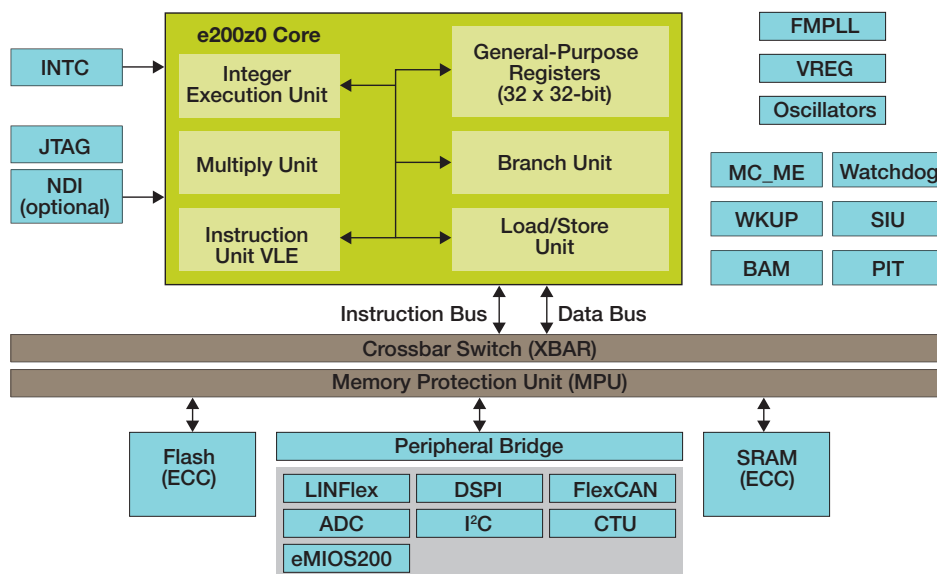 e200z0 Core
INTC
JTAG
NDI
(optional)
Integer
Execution Unit
General-Purpose
Registers
(32 x 32-bit)
Multiply Unit
Branch Unit
Instruction
Unit VLE
Load/Store
Unit
FMPLL
VREG
Oscillators
MC_ME
Watchdog
WKUP
SIU
BAM
PIT
Instruction Bus
Data Bus
Crossbar Switch (XBAR)
Memory Protection Unit (MPU)
Flash
(ECC)
Peripheral Bridge
SRAM
(ECC)
LINFlex
DSPI
FlexCAN
ADC
I²C
CTU
eMIOS200